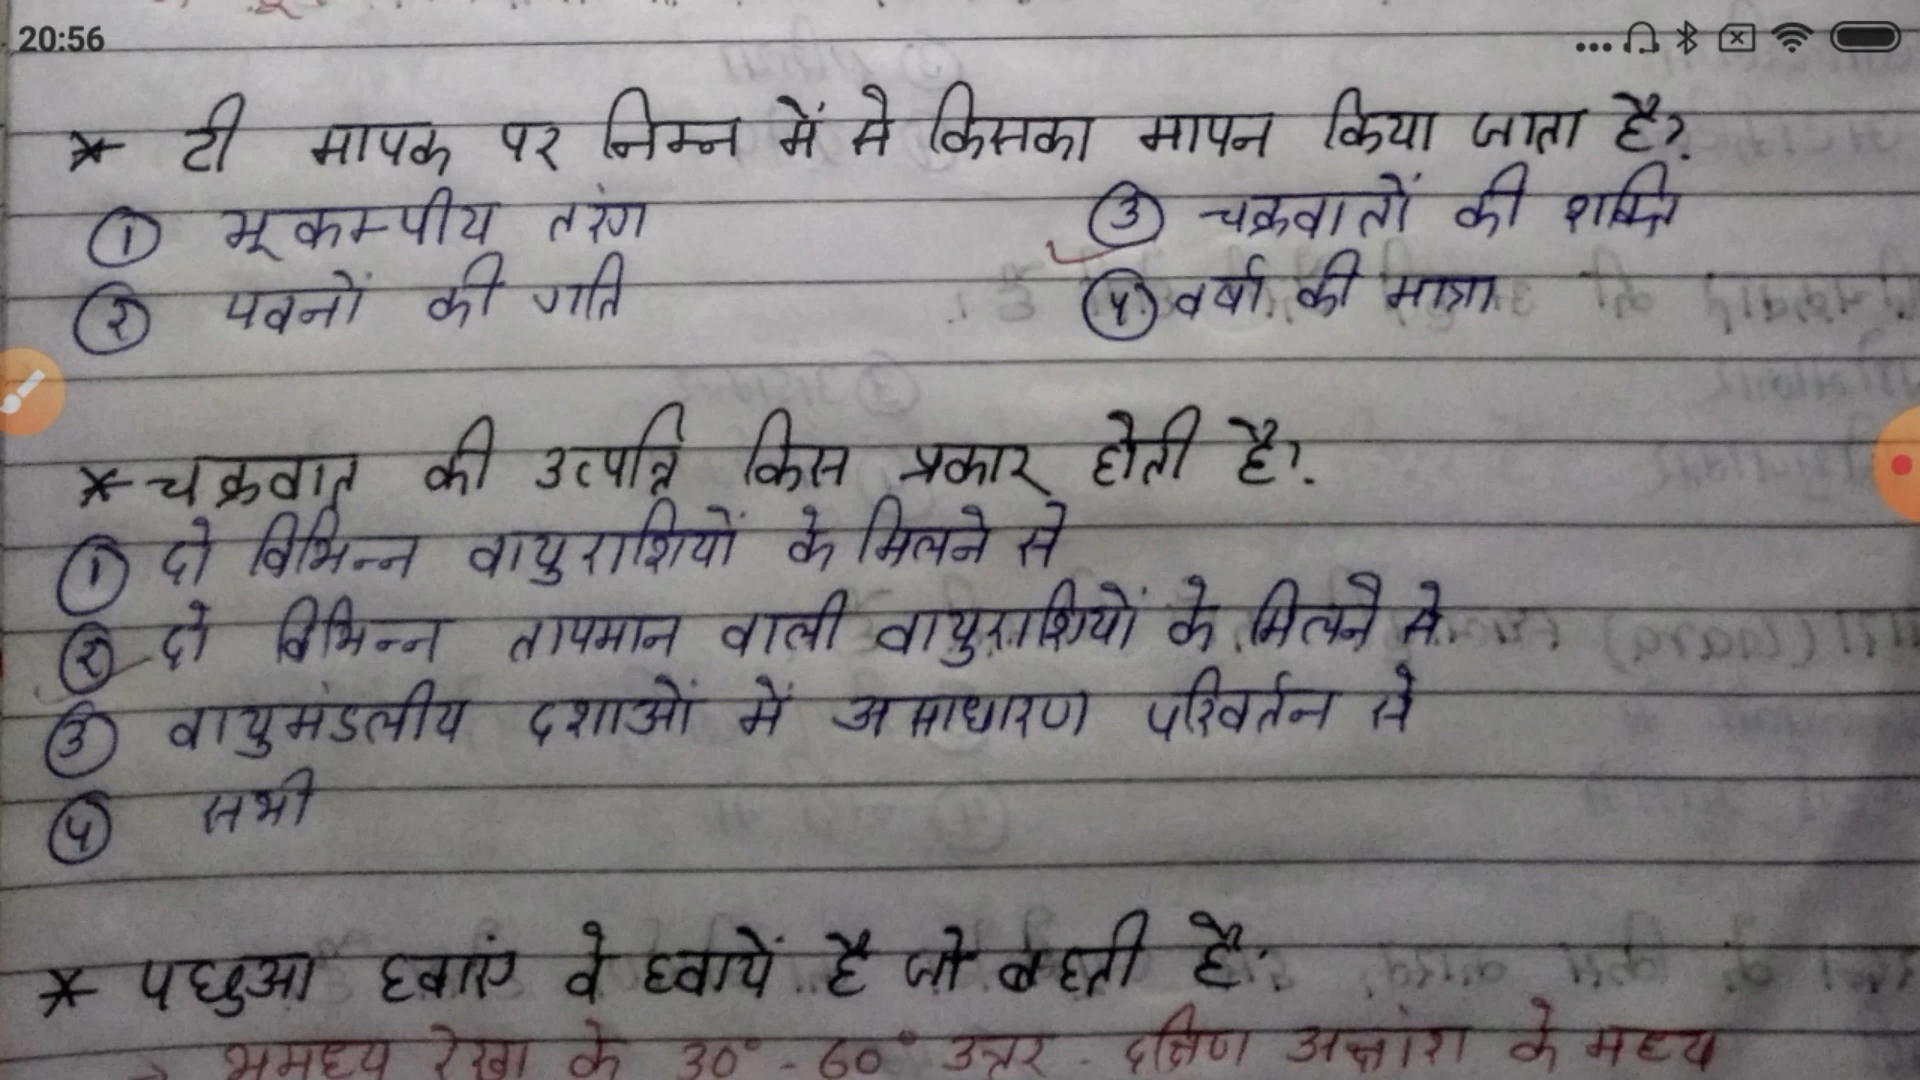 20:56
* टी मापक पर निम्न में से किसका मापन किया जाता है?
① भूकम्पीय तरंग
③ चक्रवातों की शक्ति
② पवनों की गति
④ वर्षा की मात्रा
* चक्रवात की उत्पत्ति किस प्रकार होती है?
① दो विभिन्न वायुराशियों के मिलने से
② दो विभिन्न तापमान वाली वायुराशियों के मिलने से
③ वायुमंडलीय दशाओं में असाधारण परिवर्तन से
④ सभी
* पछुआ हवाएं वे हवायें है जो बहती है:
→ भूमध्य रेखा के 30° - 60° उत्तर - दक्षिण अक्षांश के मध्य